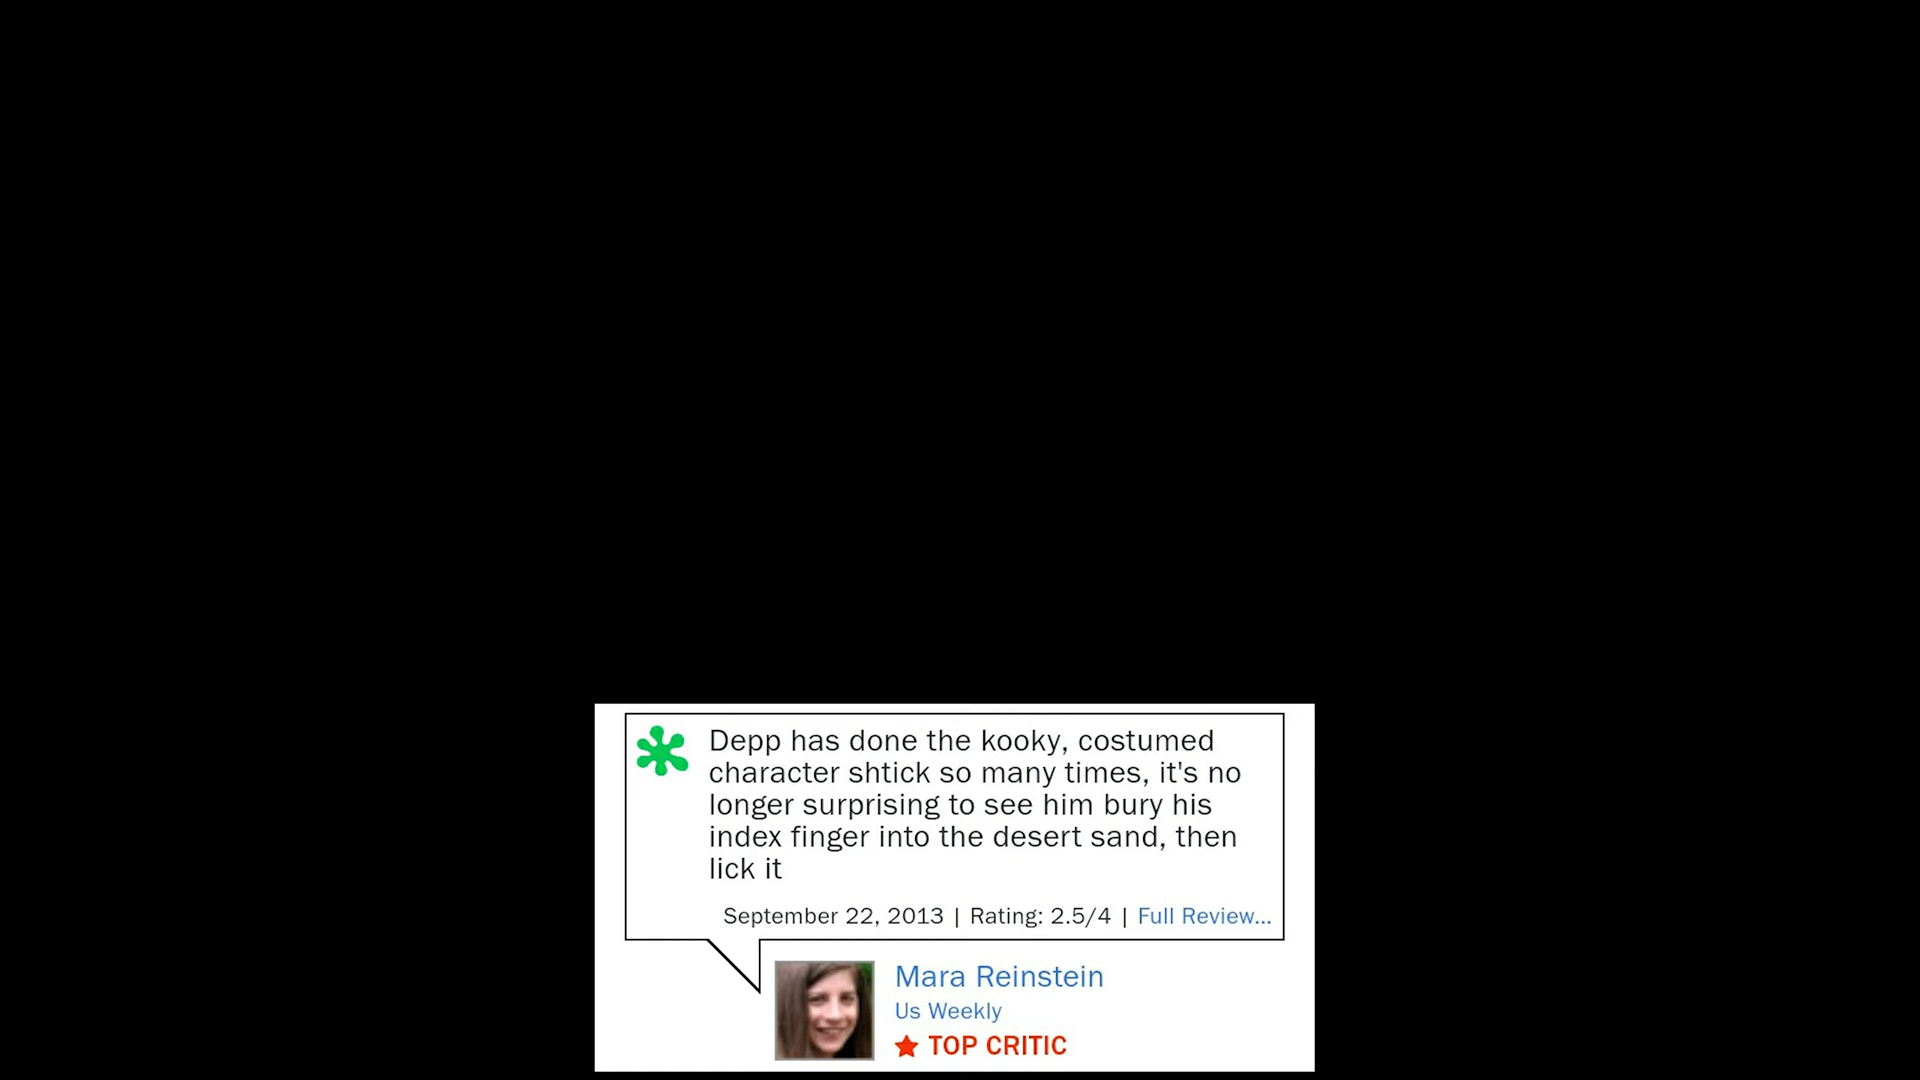 Depp has done the kooky, costumed
character shtick so many times, it's no
longer surprising to see him bury his
index finger into the desert sand, then
lick it
September 22, 2013 | Rating: 2.5/4 | Full Review...
Mara Reinstein
Us Weekly
TOP CRITIC